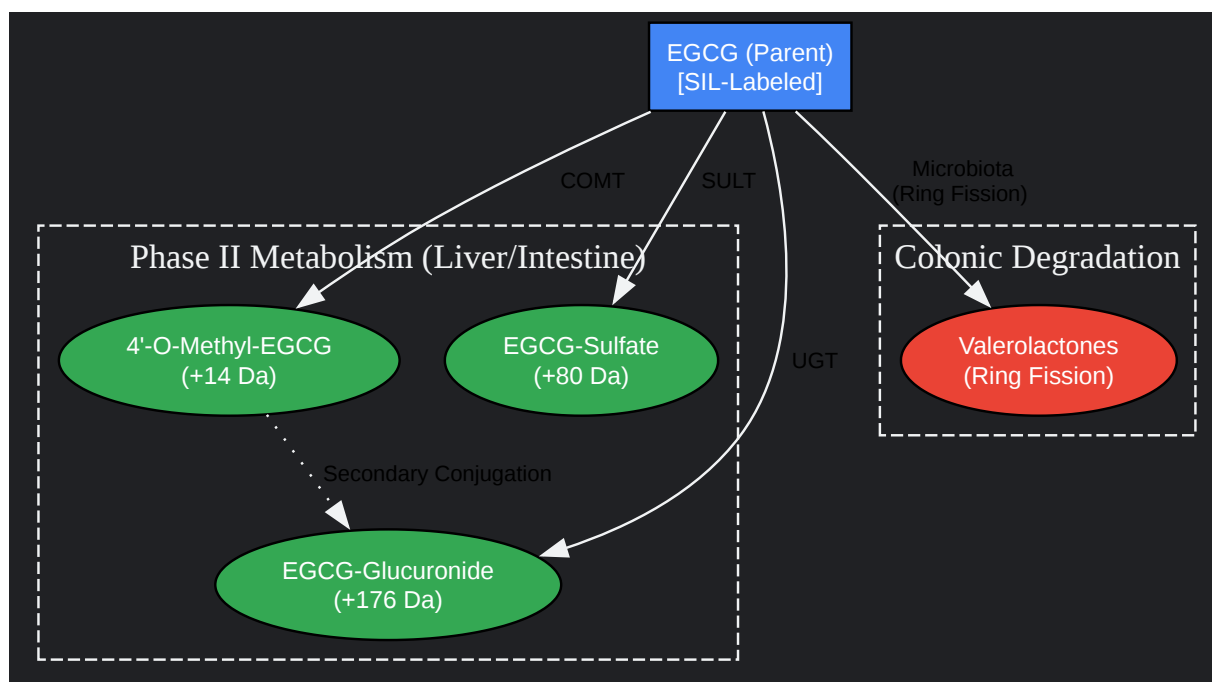 EGCG (Parent)
[SIL-Labeled]
COMT
SULT
Microbiota
(Ring Fission)
Phase II Metabolism (Liver/Intestine)
Colonic Degradation
4'-O-Methyl-EGCG
(+14 Da)
EGCG-Sulfate
(+80 Da)
UGT
Valerolactones
(Ring Fission)
Secondary Conjugation
EGCG-Glucuronide
(+176 Da)